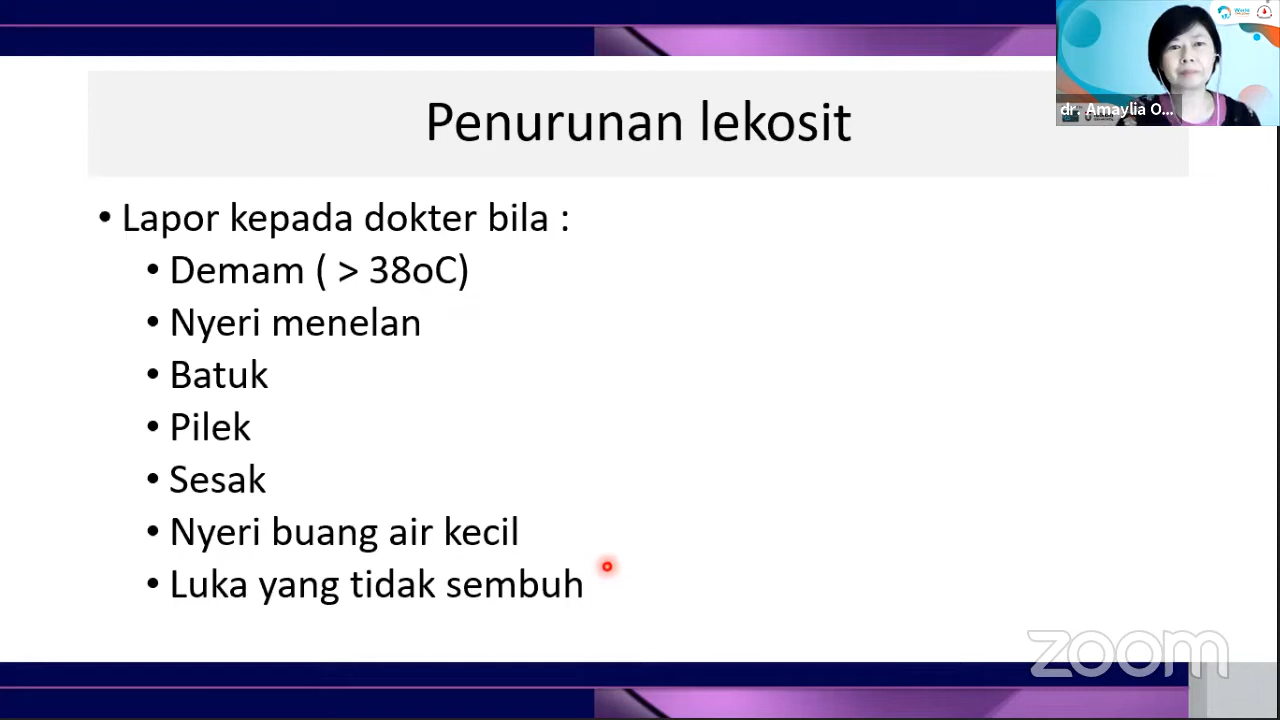 Penurunan lekosit
• Lapor kepada dokter bila :
• Demam ( > 38oC)
• Nyeri menelan
• Batuk
• Pilek
• Sesak
• Nyeri buang air kecil
• Luka yang tidak sembuh
dr. Amaylia O...
zoom